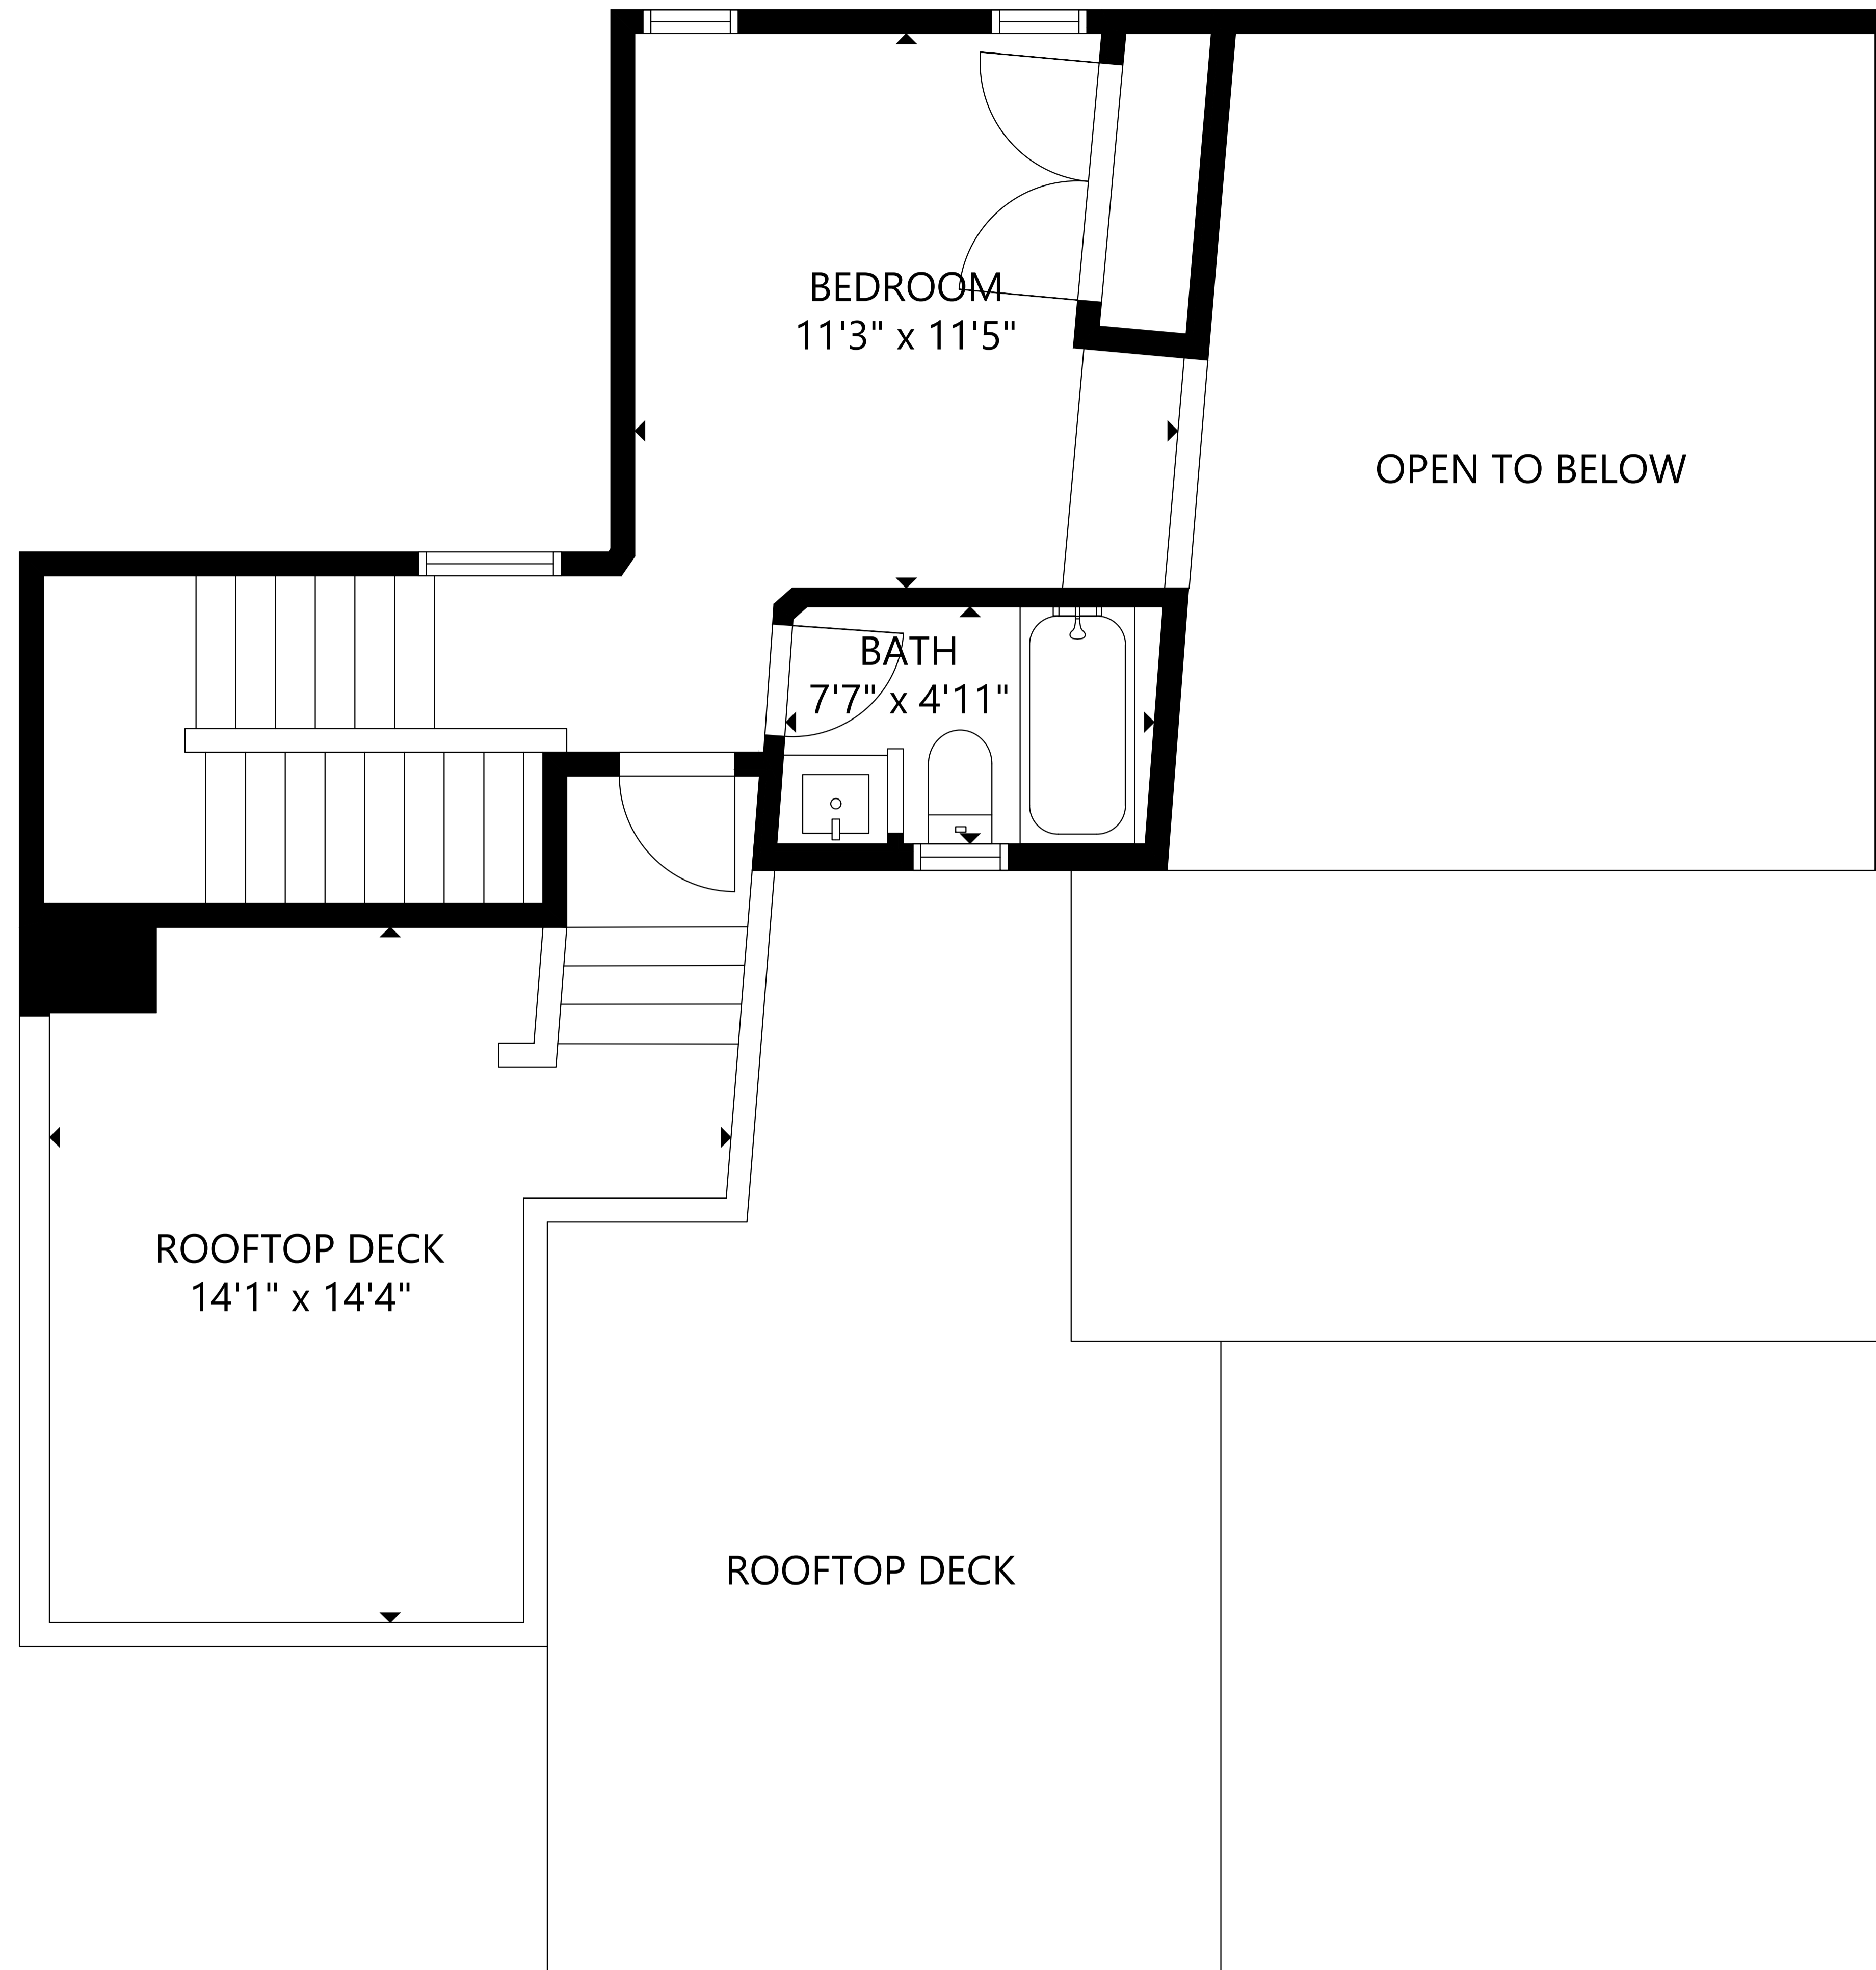 BEDROOM
11'3" x 11'5"
OPEN TO BELOW
BATH
7'7" x 4'11"
ROOFTOP DECK
14'1" x 14'4"
ROOFTOP DECK